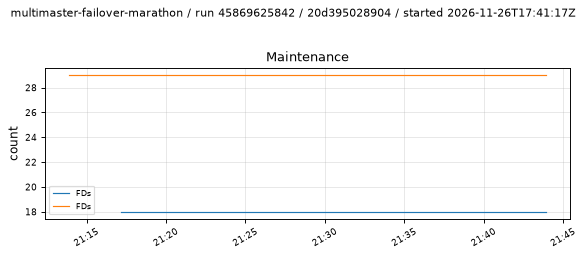 multimaster-failover-marathon / run 45869625842 / 20d395028904 / started 2026-11-26T17:41:17Z
Maintenance
count
28
26
24
22
20
18
FDs
FDs
21:15
21:20
21:25
21:30
21:35
21:40
21:45